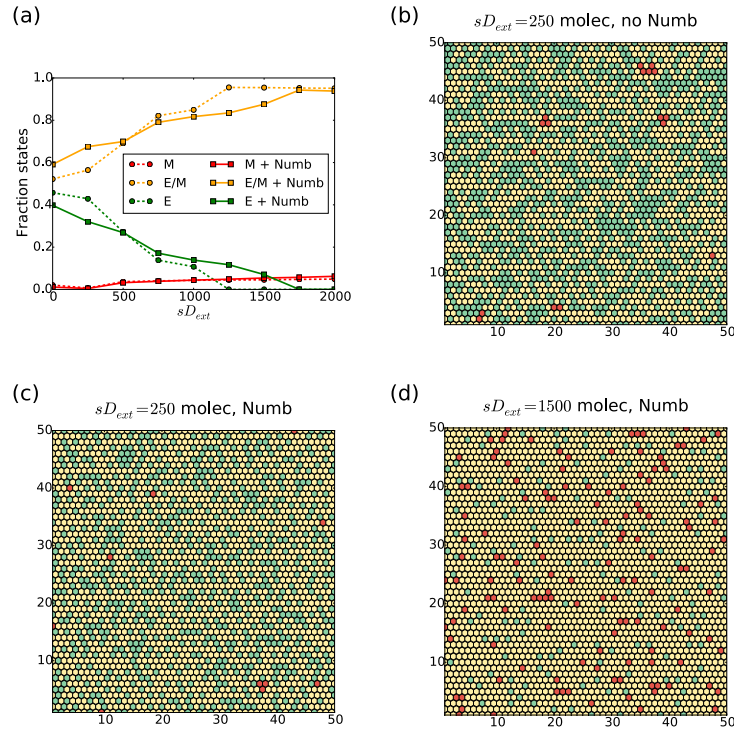 (a)
1.0
0.8
0.6
0.4
0.2
0.0
Fraction states
M
E/M
E
M + Numb
E/M + Numb
E + Numb
0
500
1000
1500
2000
sD_ext
(b)
sD_ext=250 molec, no Numb
50
40
30
20
10
10
20
30
40
50
(c)
sD_ext=250 molec, Numb
50
40
30
20
10
10
20
30
40
50
(d)
sD_ext=1500 molec, Numb
50
40
30
20
10
10
20
30
40
50